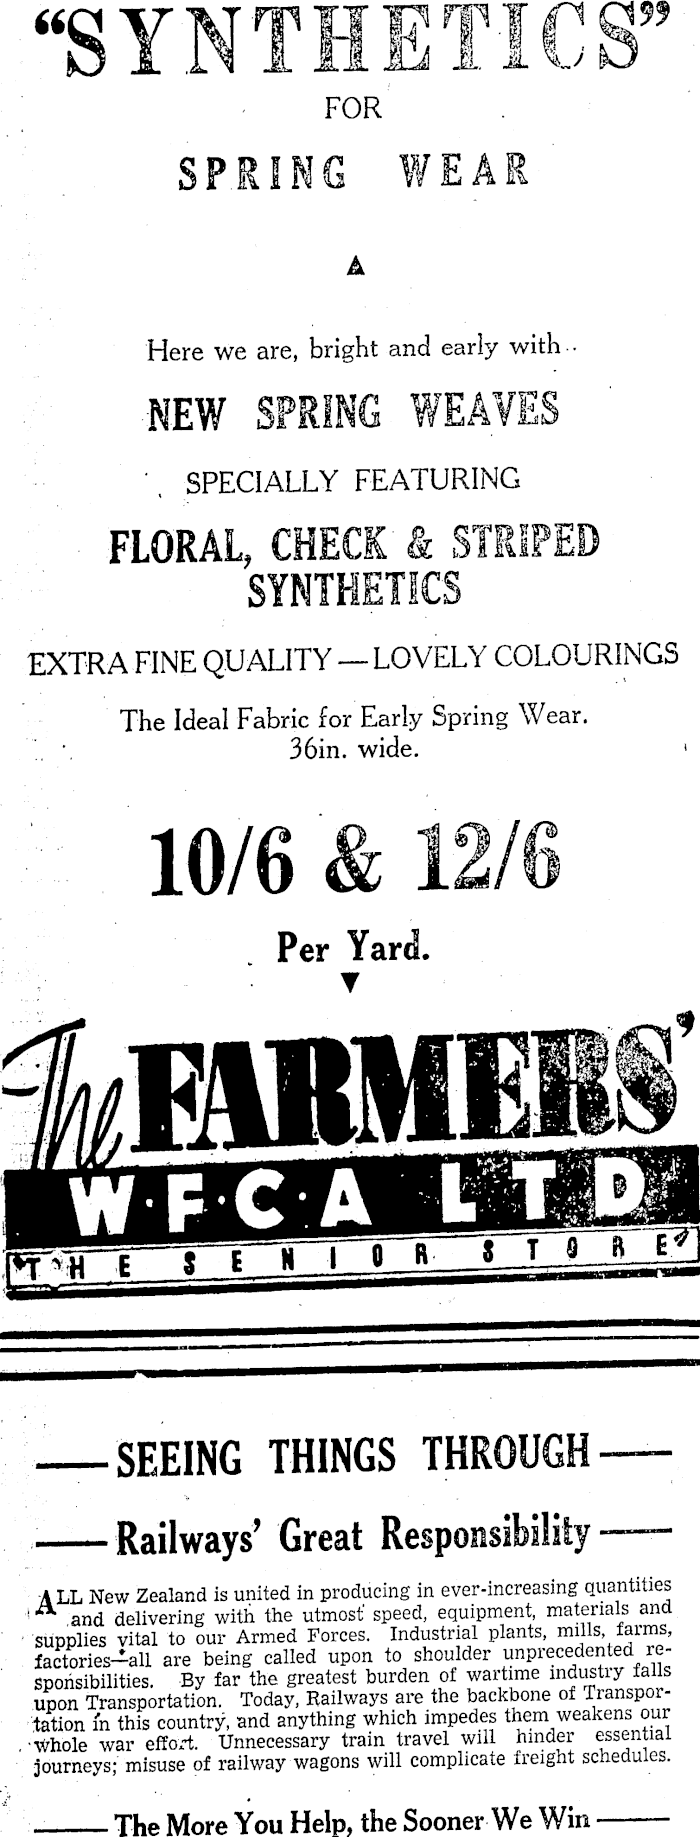 “SYNTHETICS”
FOR
SPRING WEAR
Here we are, bright and early with
NEW SPRING WEAVES
SPECIALLY FEATURING
FLORAL, CHECK & STRIPED
SYNTHETICS
EXTRA FINE QUALITY — LOVELY COLOURINGS
The Ideal Fabric for Early Spring Wear.
36in. wide.
10/6 & 12/6
Per Yard.
The FARMERS’
W·F·C·A LTD
"THE SENIOR STORE"
SEEING THINGS THROUGH
Railways’ Great Responsibility
ALL New Zealand is united in producing in ever-increasing quantities
and delivering with the utmost speed, equipment, materials and
supplies vital to our Armed Forces. Industrial plants, mills, farms,
factories—all are being called upon to shoulder unprecedented re-
sponsibilities. By far the greatest burden of wartime industry falls
upon Transportation. Today, Railways are the backbone of Transpor-
tation in this country, and anything which impedes them weakens our
whole war effort. Unnecessary train travel will hinder essential
journeys; misuse of railway wagons will complicate freight schedules.
The More You Help, the Sooner We Win